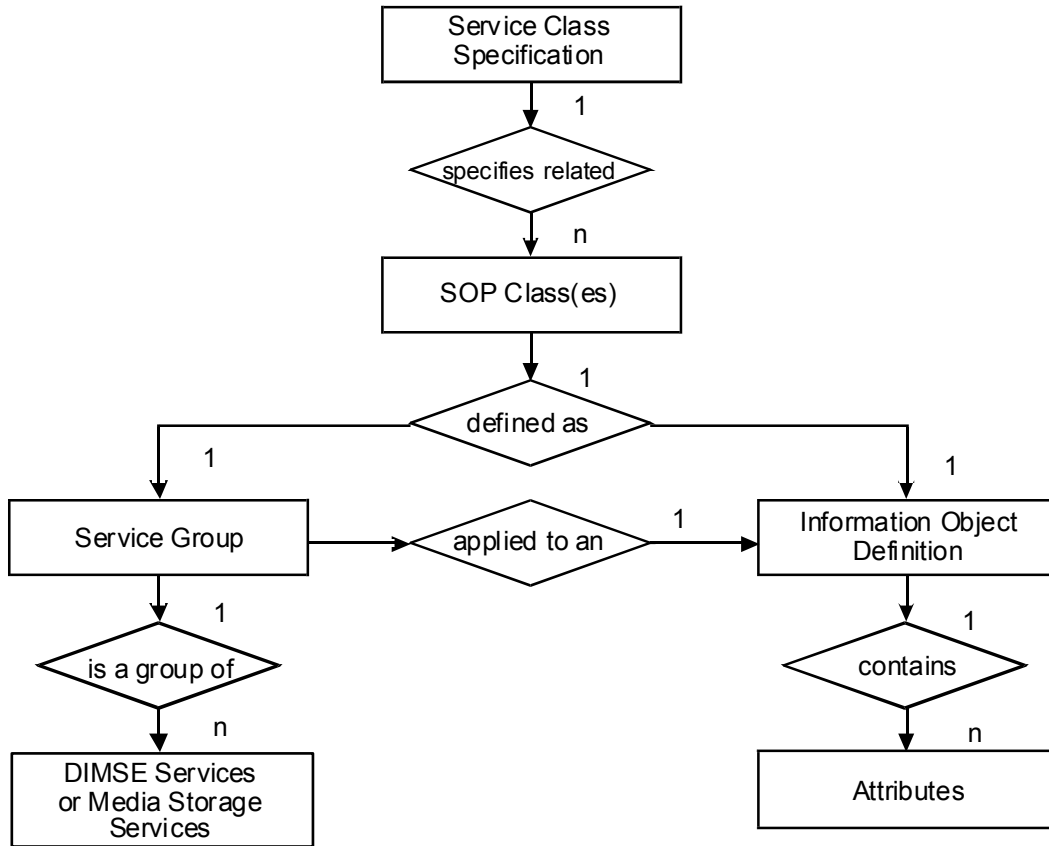 Service Class
Specification
1
specifies related
n
SOP Class(es)
1
defined as
1
1
Service Group
applied to an
1
Information Object
Definition
1
1
is a group of
contains
n
n
DIMSE Services
or Media Storage
Services
Attributes